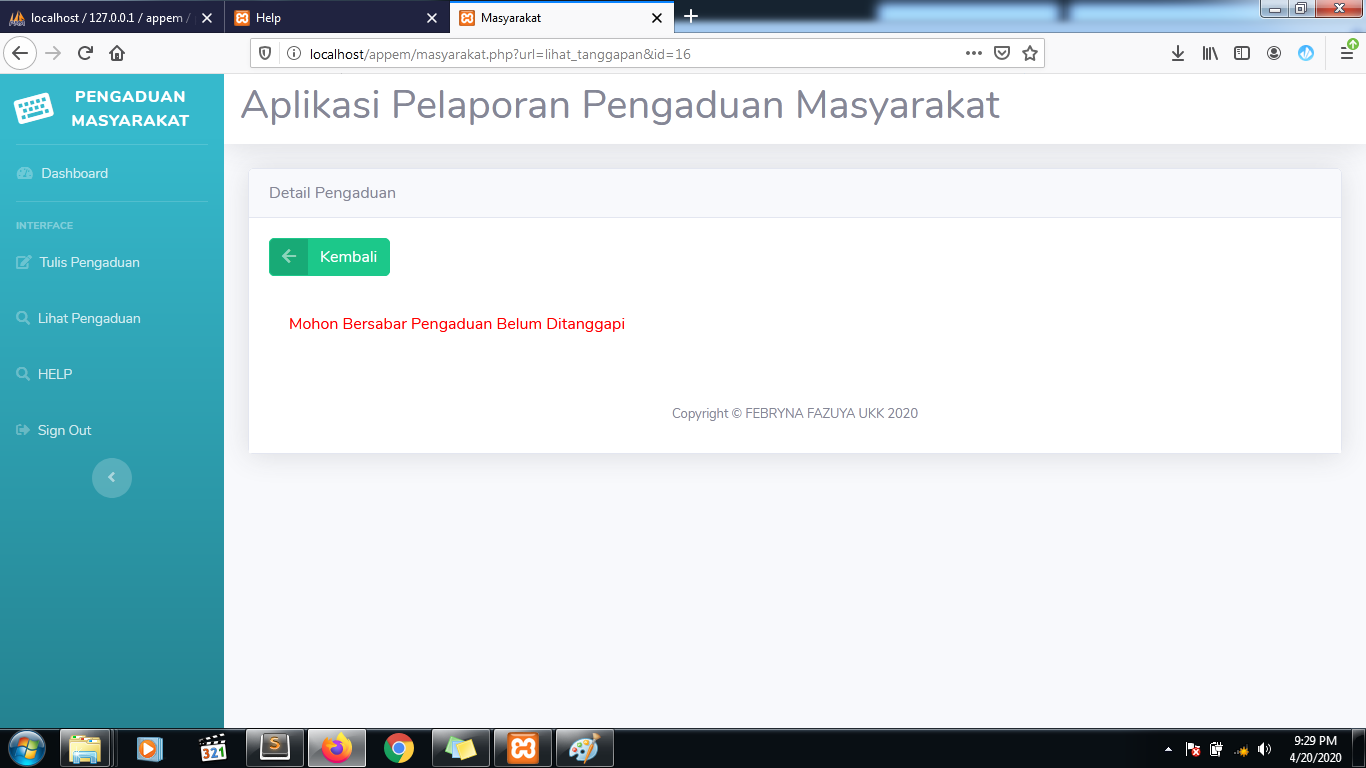 localhost / 127.0.0.1 / appem /
Help
Masyarakat
localhost/appem/masyarakat.php?url=lihat_tanggapan&id=16
PENGADUAN
MASYARAKAT
Aplikasi Pelaporan Pengaduan Masyarakat
Dashboard
INTERFACE
Tulis Pengaduan
Lihat Pengaduan
HELP
Sign Out
Detail Pengaduan
Kembali
Mohon Bersabar Pengaduan Belum Ditanggapi
Copyright © FEBRYNA FAZUYA UKK 2020
321
S
9:29 PM
4/20/2020